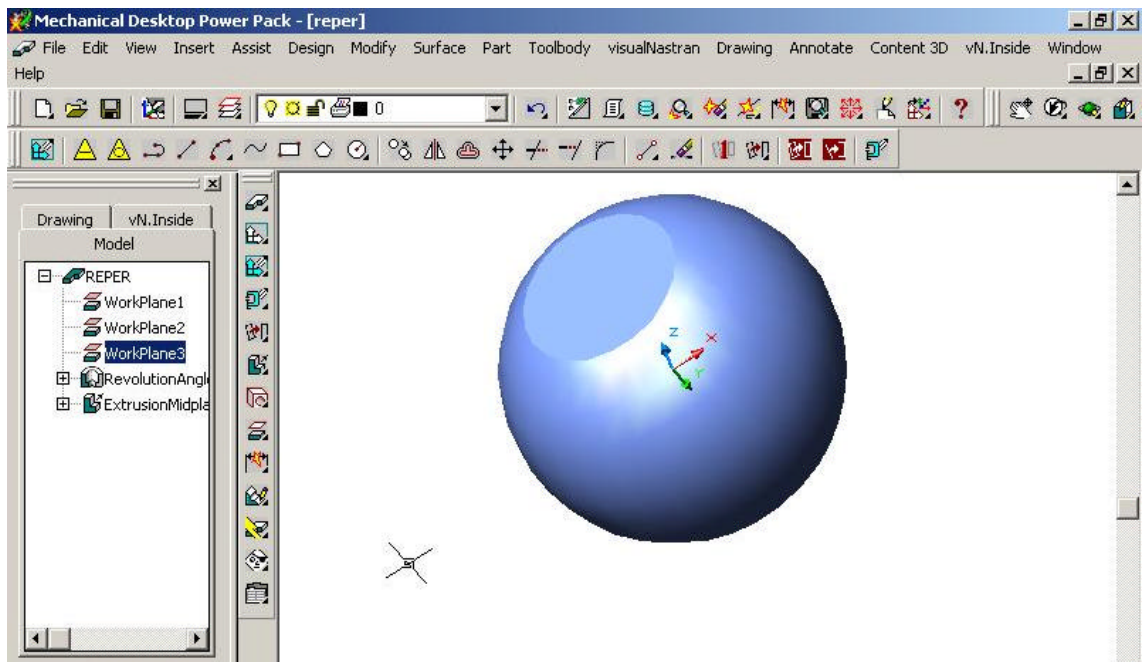 Mechanical Desktop Power Pack - [reper]
File Edit View Insert Assist Design Modify Surface Part Toolbody visualNastran Drawing Annotate Content 3D vN.Inside Window
Help
0
?
Drawing vN.Inside
Model
REPER
WorkPlane1
WorkPlane2
WorkPlane3
RevolutionAngl
ExtrusionMidpla
Z
X
Y